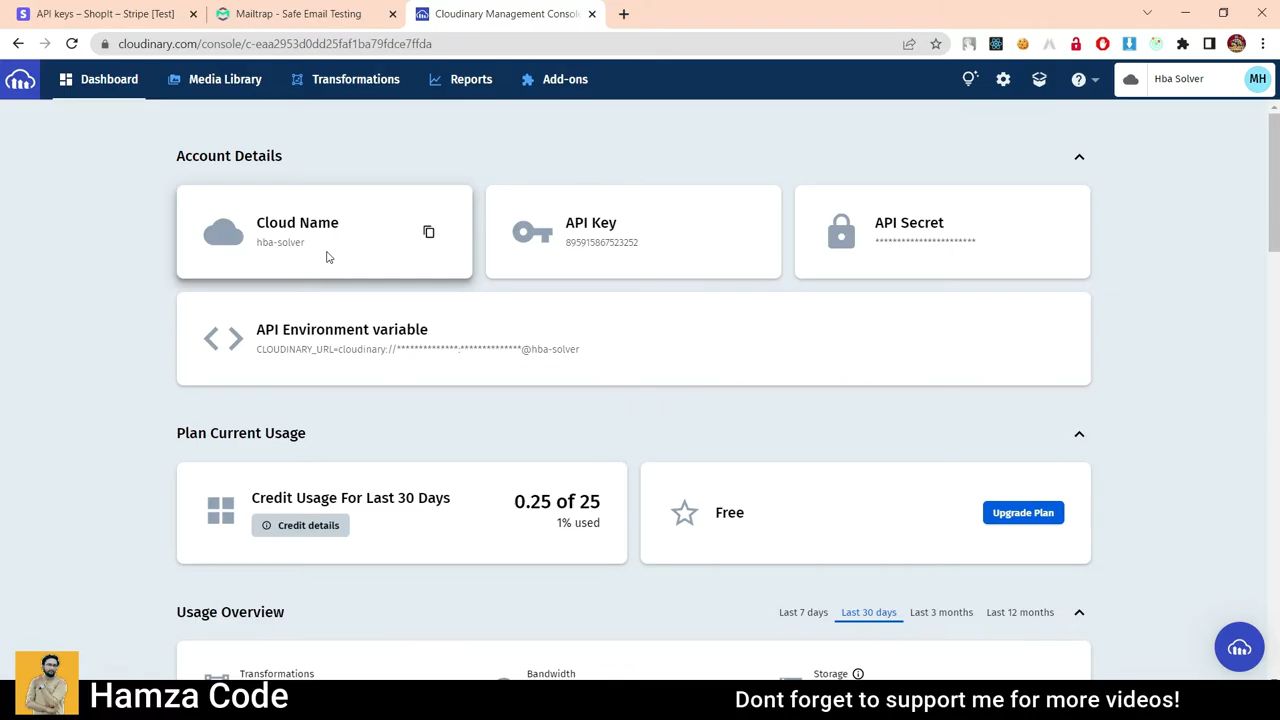 API keys – ShopIt – Stripe [Test]
Mailtrap - Safe Email Testing
Cloudinary Management Console
cloudinary.com/console/c-eaa2953d0dd25faf1ba79fdce7ffda
Dashboard
Media Library
Transformations
Reports
Add-ons
Hba Solver
MH
Account Details
Cloud Name
hba-solver
API Key
895915867523252
API Secret
***********************
API Environment variable
CLOUDINARY_URL=cloudinary://**************:**************@hba-solver
Plan Current Usage
Credit Usage For Last 30 Days
Credit details
0.25 of 25
1% used
Free
Upgrade Plan
Usage Overview
Last 7 days
Last 30 days
Last 3 months
Last 12 months
Transformations
Bandwidth
Storage
Hamza Code
Dont forget to support me for more videos!